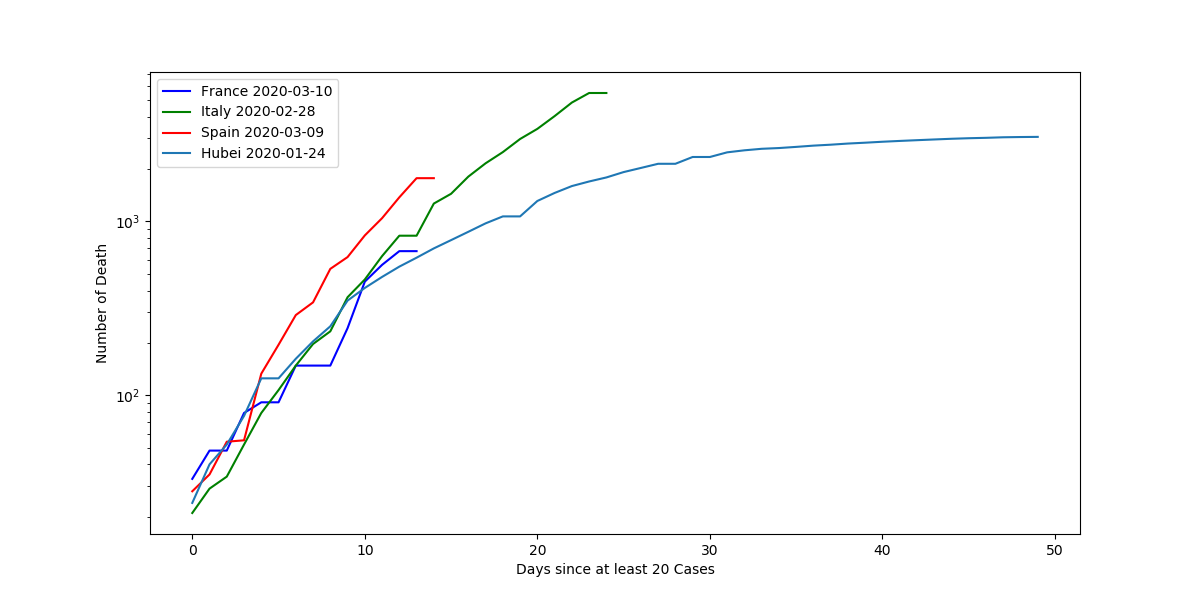 France 2020-03-10
Italy 2020-02-28
Spain 2020-03-09
Hubei 2020-01-24
Number of Death
10³
10²
0 10 20 30 40 50
Days since at least 20 Cases